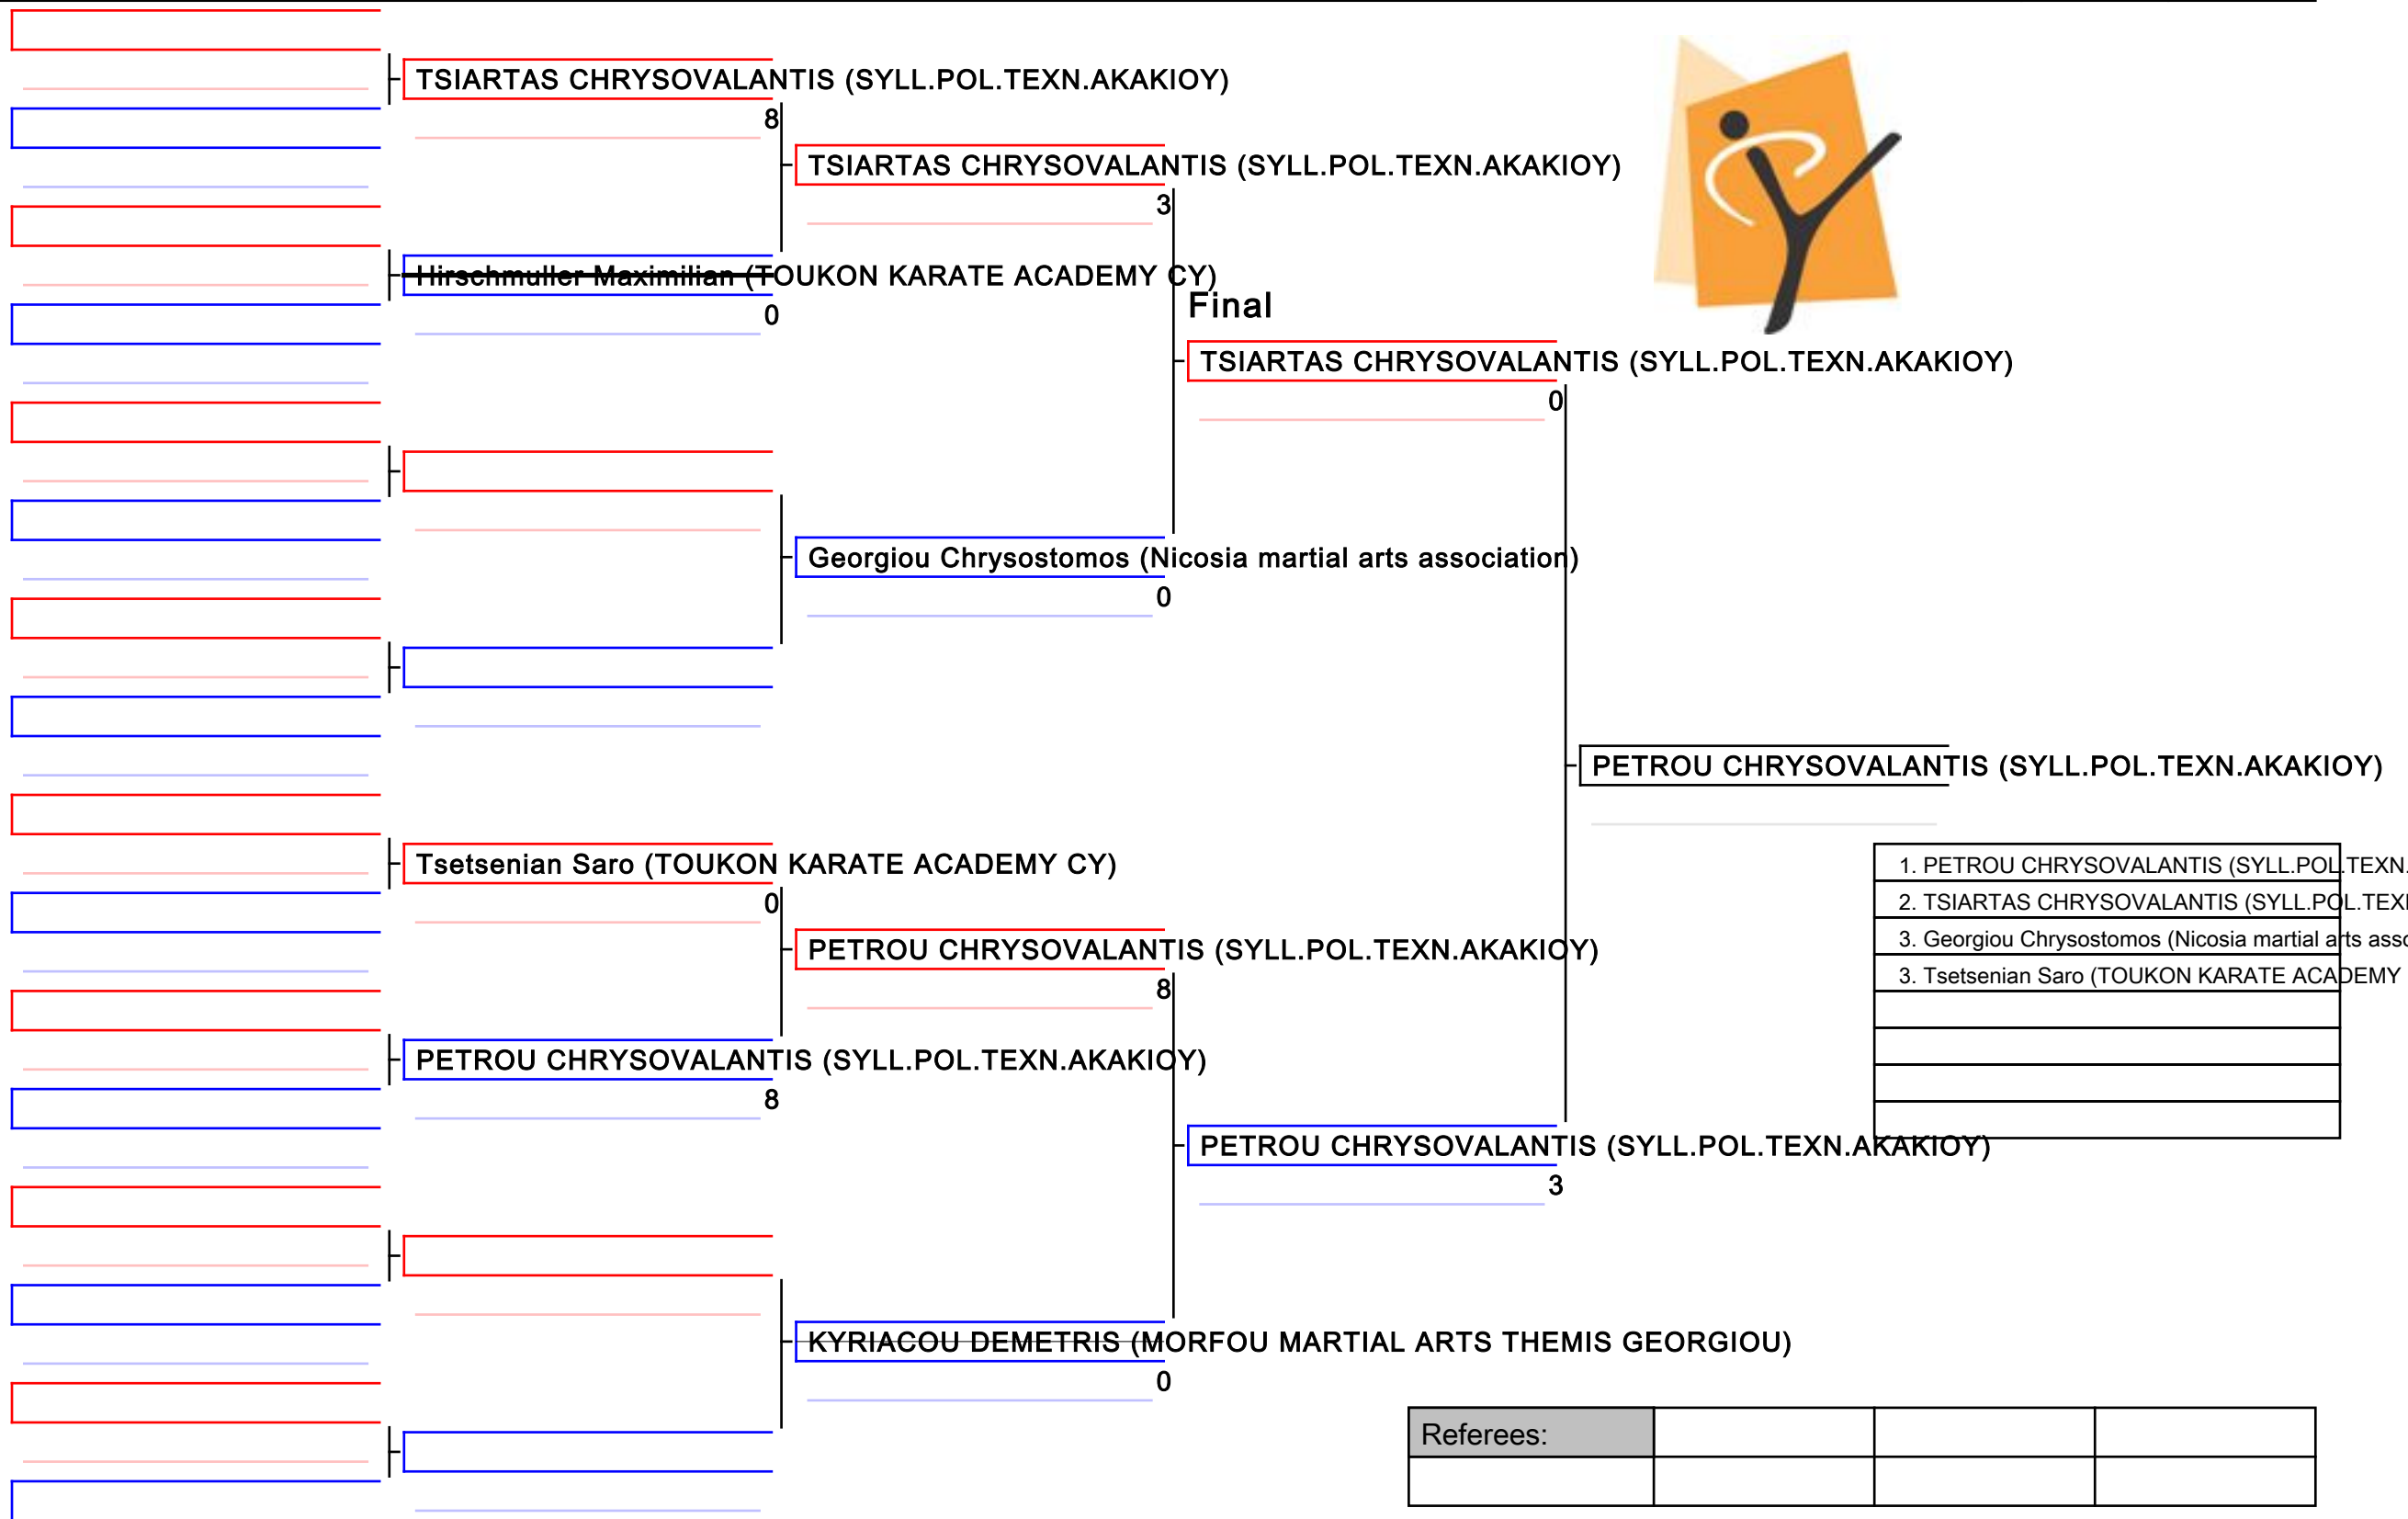 TSIARTAS CHRYSOVALANTIS (SYLL.POL.TEXN.AKAKIOY)
8
TSIARTAS CHRYSOVALANTIS (SYLL.POL.TEXN.AKAKIOY)
3
Hirschmuller Maximilian (TOUKON KARATE ACADEMY CY)
0
Final
TSIARTAS CHRYSOVALANTIS (SYLL.POL.TEXN.AKAKIOY)
0
Georgiou Chrysostomos (Nicosia martial arts association)
0
PETROU CHRYSOVALANTIS (SYLL.POL.TEXN.AKAKIOY)
Tsetsenian Saro (TOUKON KARATE ACADEMY CY)
0
1. PETROU CHRYSOVALANTIS (SYLL.POL.TEXN.
2. TSIARTAS CHRYSOVALANTIS (SYLL.POL.TEX
3. Georgiou Chrysostomos (Nicosia martial arts asso
3. Tsetsenian Saro (TOUKON KARATE ACADEMY
PETROU CHRYSOVALANTIS (SYLL.POL.TEXN.AKAKIOY)
8
PETROU CHRYSOVALANTIS (SYLL.POL.TEXN.AKAKIOY)
8
PETROU CHRYSOVALANTIS (SYLL.POL.TEXN.AKAKIOY)
3
KYRIACOU DEMETRIS (MORFOU MARTIAL ARTS THEMIS GEORGIOU)
0
Referees: